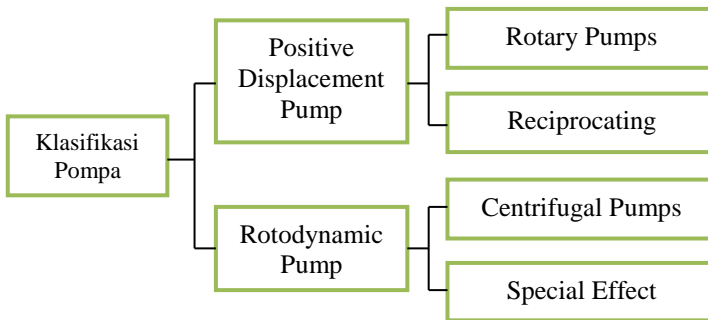 Klasifikasi
Pompa
Positive
Displacement
Pump
Rotary Pumps
Reciprocating
Rotodynamic
Pump
Centrifugal Pumps
Special Effect